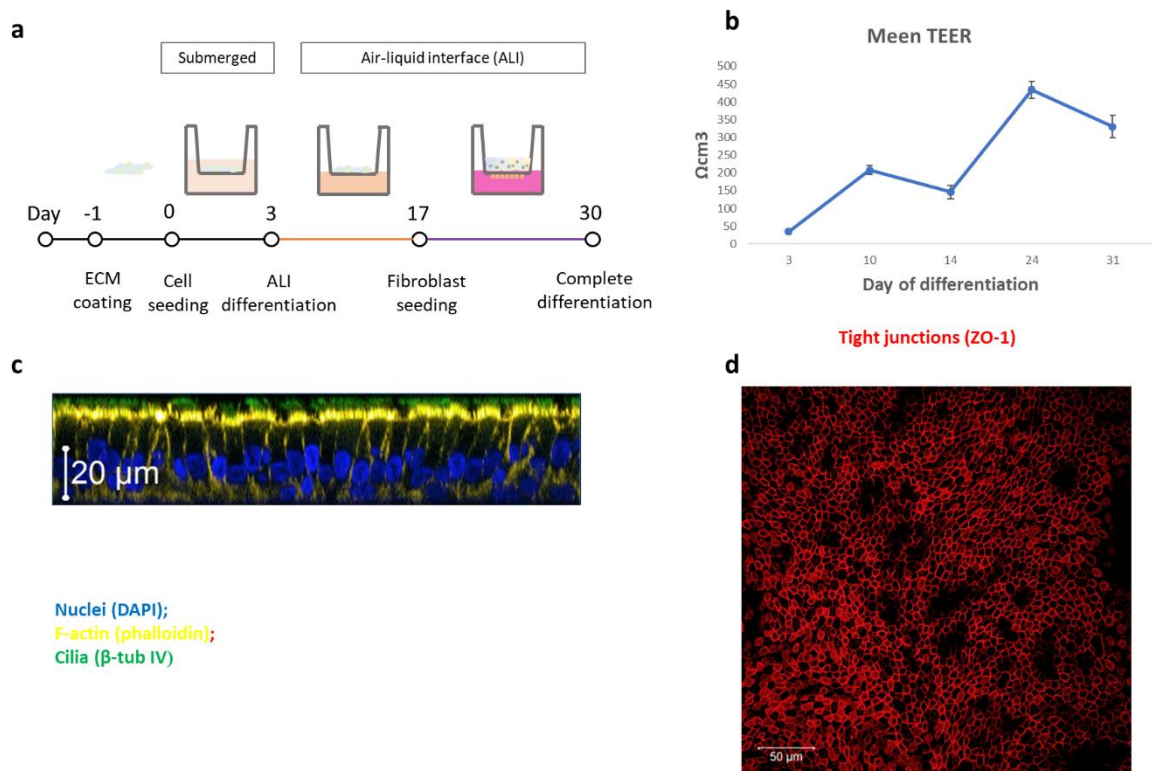 a
Submerged
Air-liquid interface (ALI)
Day -1 0 3 17 30
ECM coating
Cell seeding
ALI differentiation
Fibroblast seeding
Complete differentiation
b
Meen TEER
Ωcm3
500
450
400
350
300
250
200
150
100
50
0
3 10 14 24 31
Day of differentiation
c
20 µm
Nuclei (DAPI);
F-actin (phalloidin);
Cilia (β-tub IV)
Tight junctions (ZO-1)
d
50 µm